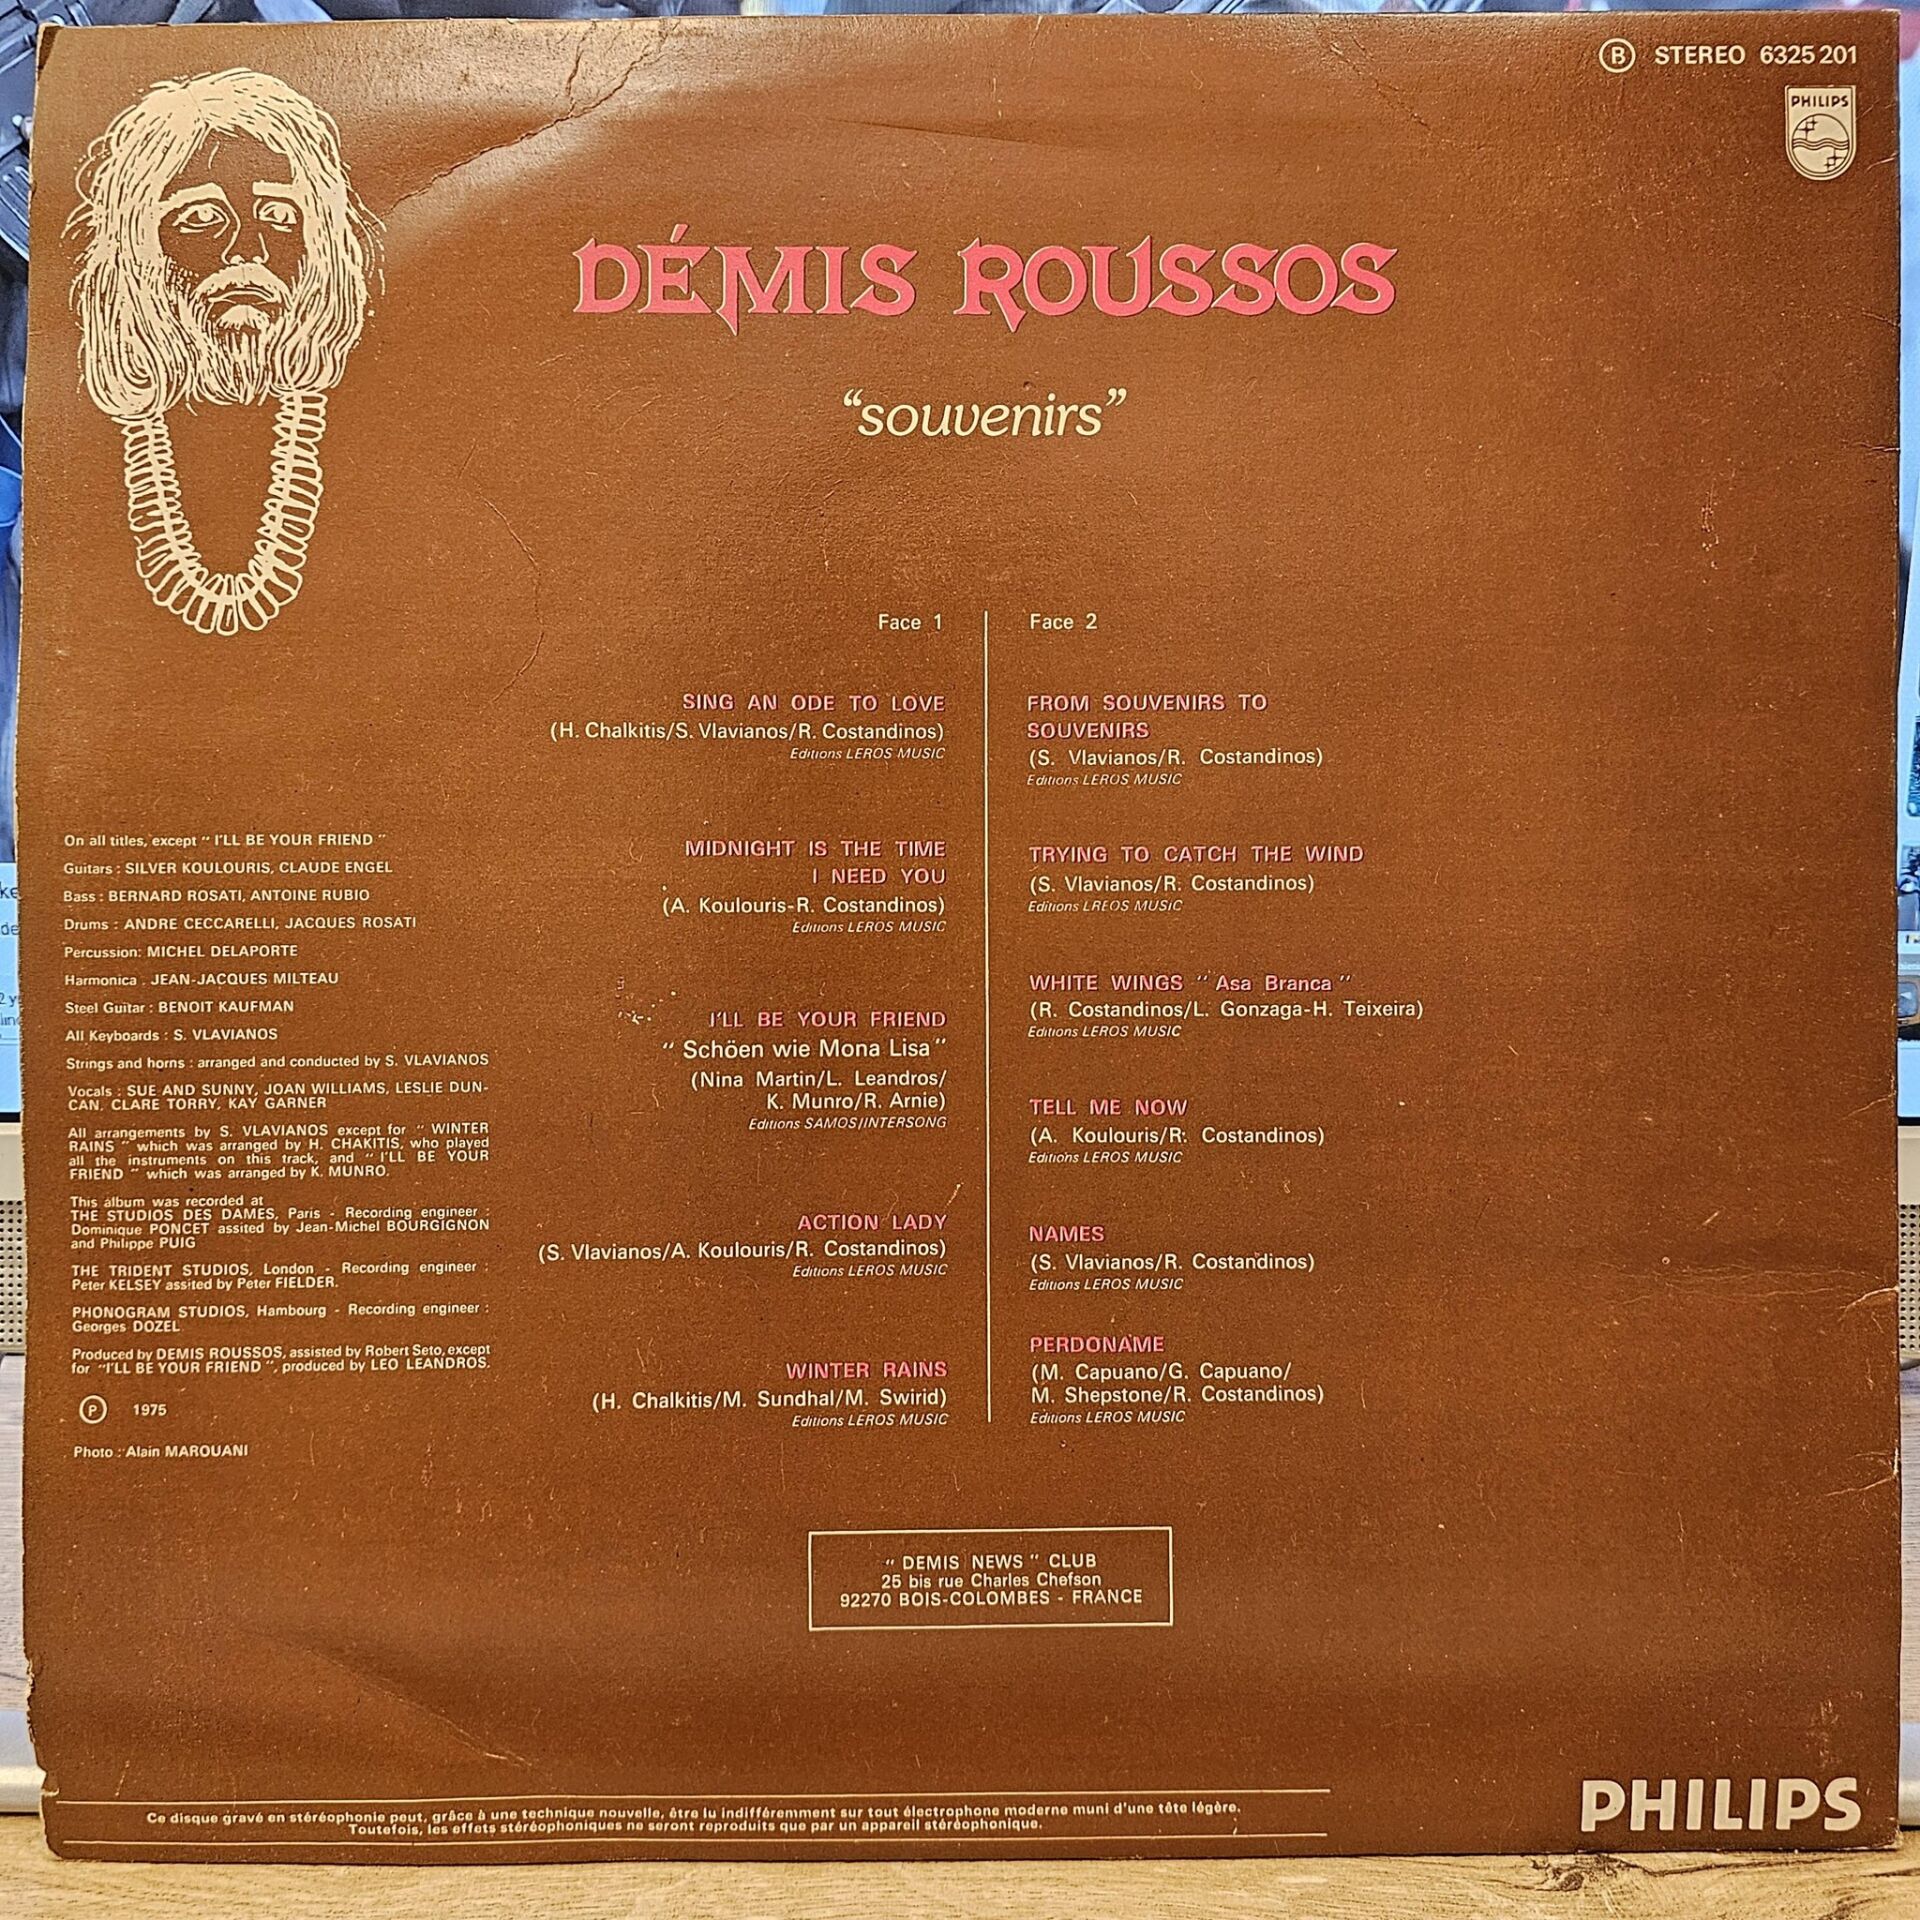 B STEREO 6325 201
PHILIPS
DÉMIS ROUSSOS
“souvenirs”
Face 1
SING AN ODE TO LOVE
(H. Chalkitis/S. Vlavianos/R. Costandinos)
Editions LEROS MUSIC
MIDNIGHT IS THE TIME
I NEED YOU
(A. Koulouris-R. Costandinos)
Editions LEROS MUSIC
I'LL BE YOUR FRIEND
" Schöen wie Mona Lisa "
(Nina Martin/L. Leandros/
K. Munro/R. Arnie)
Editions SAMOS/INTERSONG
ACTION LADY
(S. Vlavianos/A. Koulouris/R. Costandinos)
Editions LEROS MUSIC
WINTER RAINS
(H. Chalkitis/M. Sundhal/M. Swirid)
Editions LEROS MUSIC
Face 2
FROM SOUVENIRS TO
SOUVENIRS
(S. Vlavianos/R. Costandinos)
Editions LEROS MUSIC
TRYING TO CATCH THE WIND
(S. Vlavianos/R. Costandinos)
Editions LREOS MUSIC
WHITE WINGS " Asa Branca "
(R. Costandinos/L. Gonzaga-H. Teixeira)
Editions LEROS MUSIC
TELL ME NOW
(A. Koulouris/R. Costandinos)
Editions LEROS MUSIC
NAMES
(S. Vlavianos/R. Costandinos)
Editions LEROS MUSIC
PERDONAME
(M. Capuano/G. Capuano/
M. Shepstone/R. Costandinos)
Editions LEROS MUSIC
On all titles, except " I'LL BE YOUR FRIEND "
Guitars : SILVER KOULOURIS, CLAUDE ENGEL
Bass : BERNARD ROSATI, ANTOINE RUBIO
Drums : ANDRE CECCARELLI, JACQUES ROSATI
Percussion: MICHEL DELAPORTE
Harmonica : JEAN-JACQUES MILTEAU
Steel Guitar : BENOIT KAUFMAN
All Keyboards : S. VLAVIANOS
Strings and horns : arranged and conducted by S. VLAVIANOS
Vocals : SUE AND SUNNY, JOAN WILLIAMS, LESLIE DUN-
CAN, CLARE TORRY, KAY GARNER
All arrangements by S. VLAVIANOS except for " WINTER
RAINS " which was arranged by H. CHAKITIS, who played
all the instruments on this track, and " I'LL BE YOUR
FRIEND " which was arranged by K. MUNRO.
This album was recorded at
THE STUDIOS DES DAMES, Paris - Recording engineer :
Dominique PONCET assited by Jean-Michel BOURGIGNON
and Philippe PUIG
THE TRIDENT STUDIOS, London - Recording engineer :
Peter KELSEY assited by Peter FIELDER.
PHONOGRAM STUDIOS, Hambourg - Recording engineer :
Georges DOZEL
Produced by DEMIS ROUSSOS, assisted by Robert Seto, except
for "I'LL BE YOUR FRIEND ", produced by LEO LEANDROS.
℗ 1975
Photo : Alain MAROUANI
" DEMIS NEWS " CLUB
25 bis rue Charles Chefson
92270 BOIS-COLOMBES - FRANCE
Ce disque gravé en stéréophonie peut, grâce à une technique nouvelle, être lu indifféremment sur tout électrophone moderne muni d'une tête légère.
Toutefois, les effets stéréophoniques ne seront reproduits que par un appareil stéréophonique.
PHILIPS